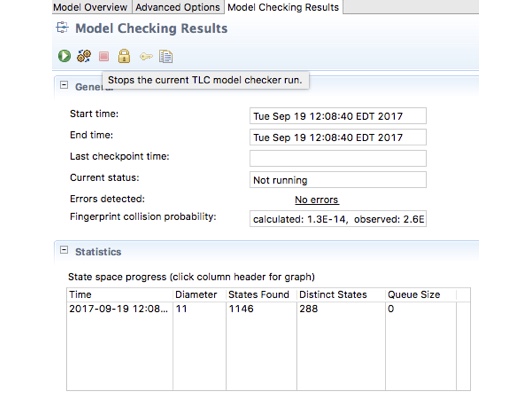 Model Overview Advanced Options Model Checking Results
Model Checking Results
Stops the current TLC model checker run.
Gener
Start time: Tue Sep 19 12:08:40 EDT 2017
End time: Tue Sep 19 12:08:40 EDT 2017
Last checkpoint time:
Current status: Not running
Errors detected: No errors
Fingerprint collision probability: calculated: 1.3E-14, observed: 2.6E
Statistics
State space progress (click column header for graph)
Time Diameter States Found Distinct States Queue Size
2017-09-19 12:08... 11 1146 288 0